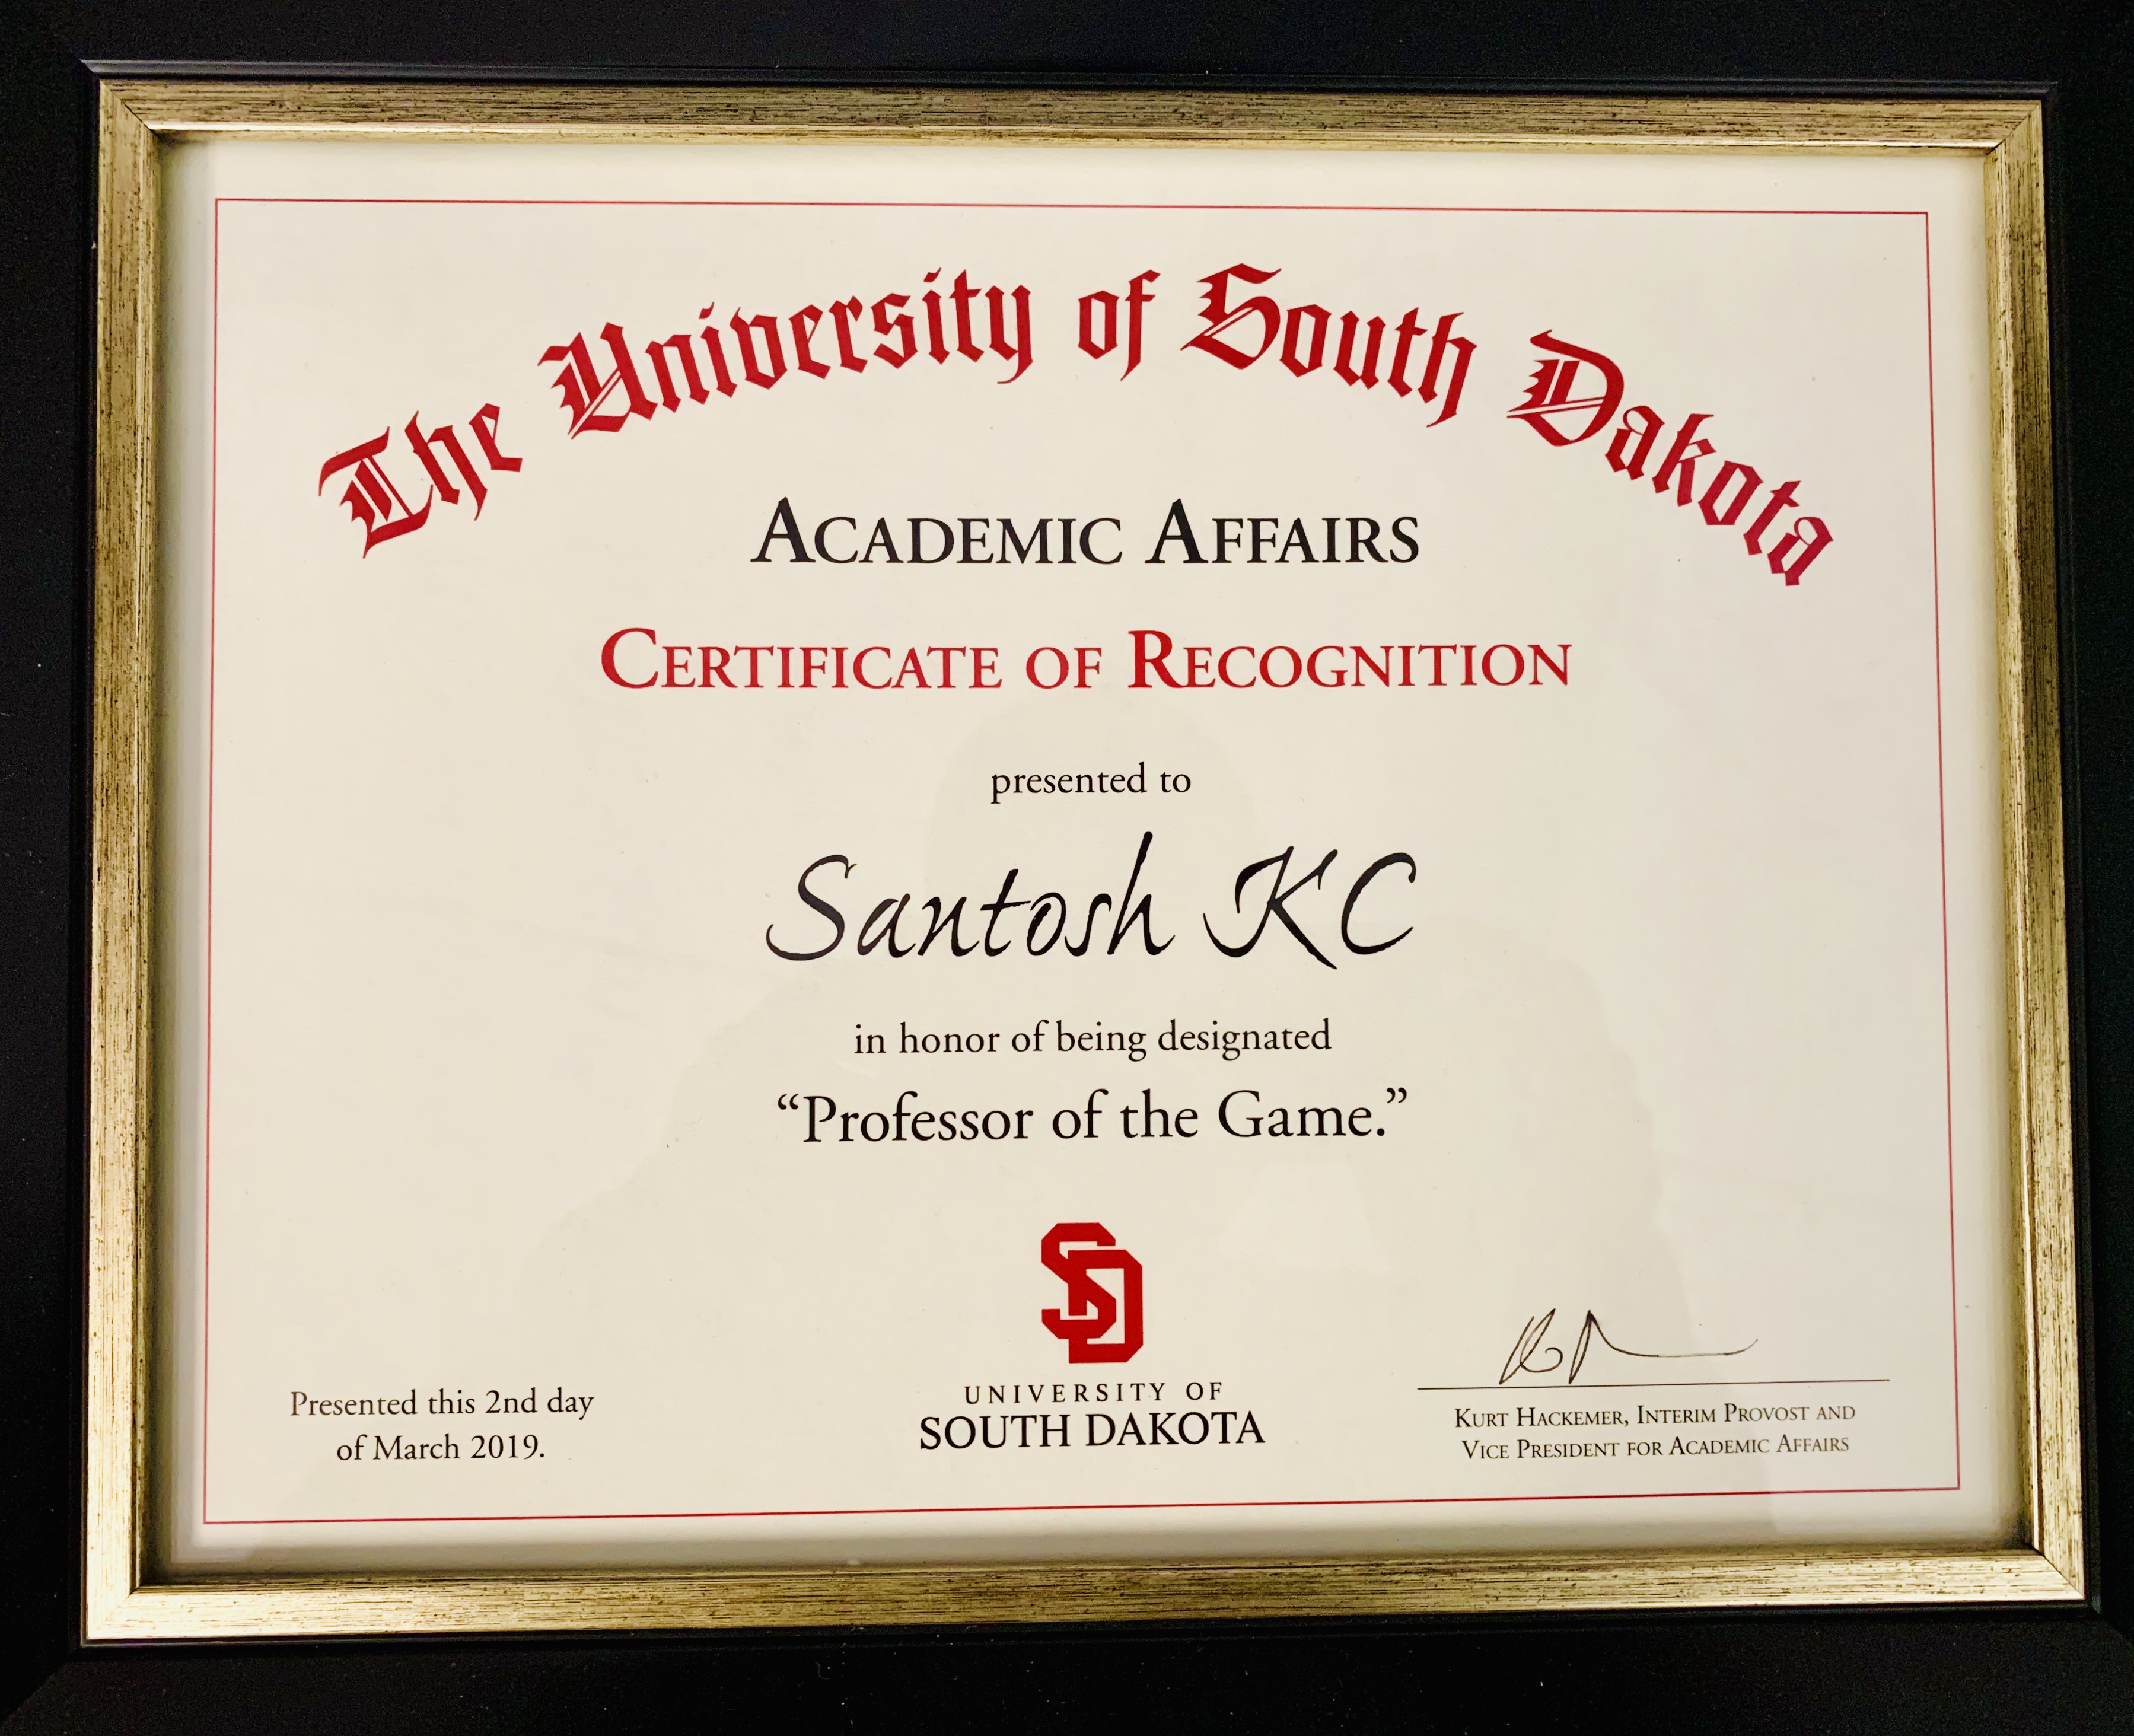 The University of South Dakota
Academic Affairs
Certificate of Recognition
presented to
Santosh KC
in honor of being designated
“Professor of the Game.”
Presented this 2nd day
of March 2019.
SD
UNIVERSITY OF
SOUTH DAKOTA
Kurt Hackemer, Interim Provost and
Vice President for Academic Affairs